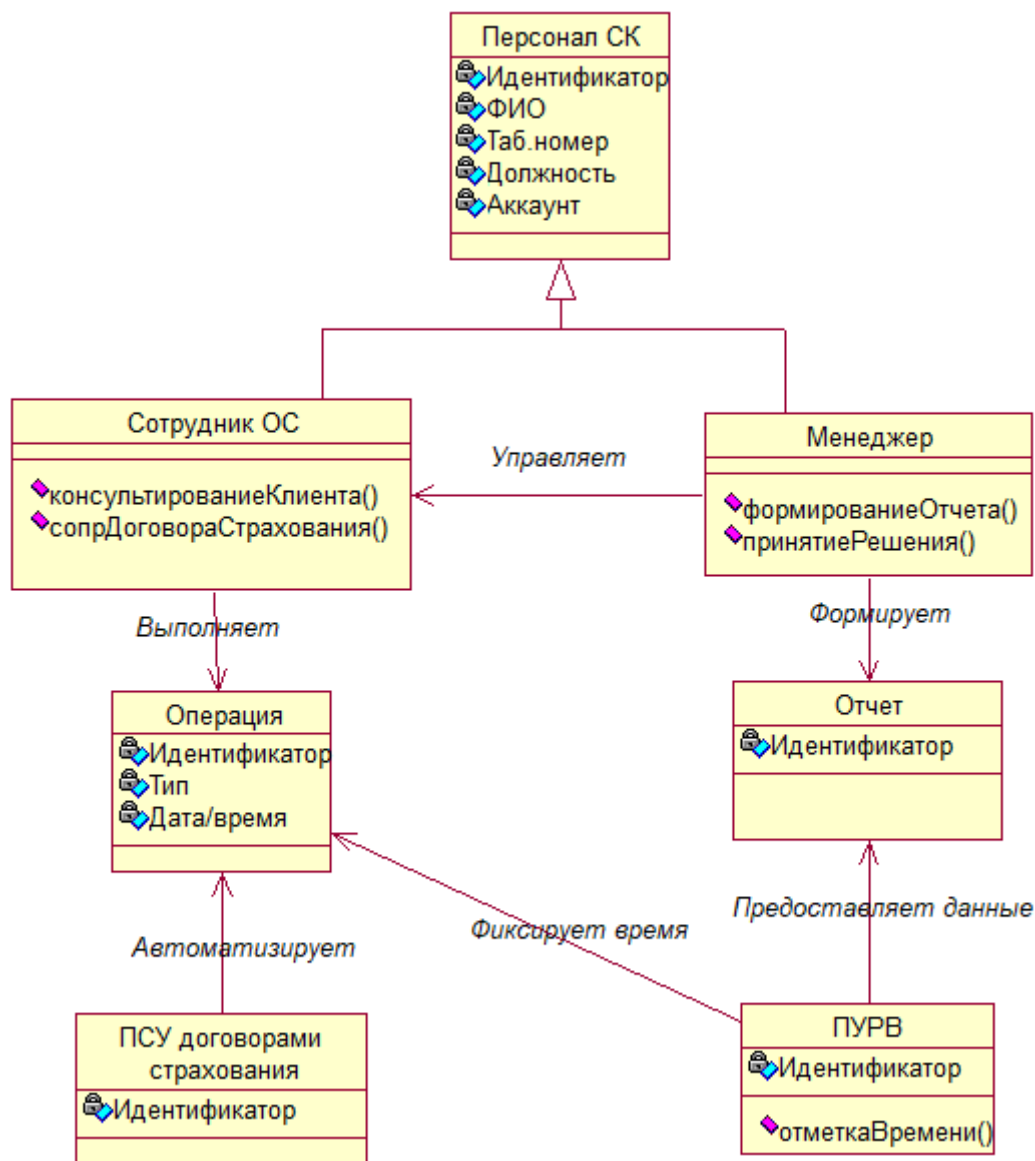 Персонал СК
Идентификатор
ФИО
Таб.номер
Должность
Аккаунт
Сотрудник ОС
консультированиеКлиента()
сопрДоговораСтрахования()
Управляет
Менеджер
формированиеОтчета()
принятиеРешения()
Выполняет
Формирует
Операция
Идентификатор
Тип
Дата/время
Отчет
Идентификатор
Автоматизирует
Фиксирует время
Предоставляет данные
ПСУ договорами
страхования
Идентификатор
ПУРВ
Идентификатор
отметкаВремени()